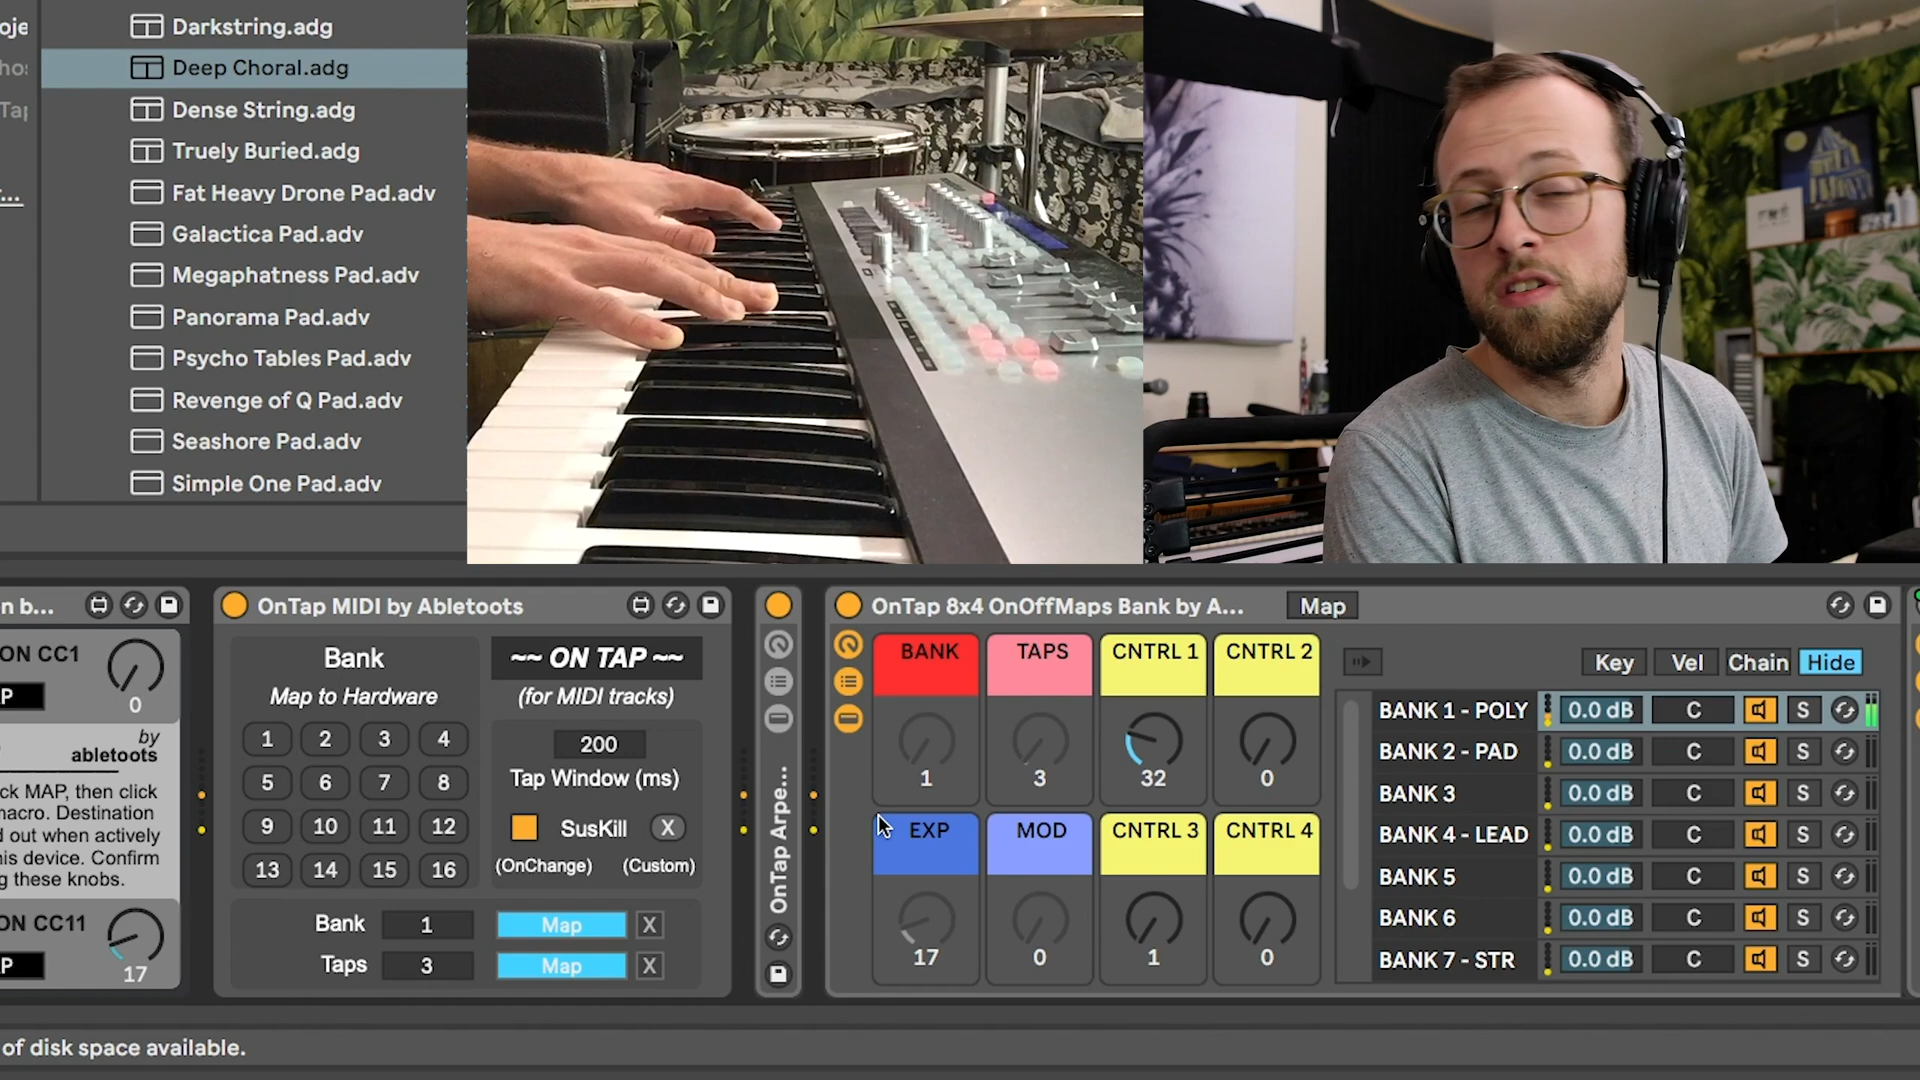 oje
Darkstring.adg
Deep Choral.adg
Dense String.adg
Truely Buried.adg
Fat Heavy Drone Pad.adv
Galactica Pad.adv
Megaphatness Pad.adv
Panorama Pad.adv
Psycho Tables Pad.adv
Revenge of Q Pad.adv
Seashore Pad.adv
Simple One Pad.adv
n b...
ON CC1
P
0
by
abletoots
ck MAP, then click
macro. Destination
d out when actively
his device. Confirm
g these knobs.
ON CC11
P
17
OnTap MIDI by Abletoots
Bank
Map to Hardware
1 2 3 4
5 6 7 8
9 10 11 12
13 14 15 16
~~ ON TAP ~~
(for MIDI tracks)
200
Tap Window (ms)
SusKill X
(OnChange) (Custom)
Bank 1 Map X
Taps 3 Map X
OnTap Arpe...
OnTap 8x4 OnOffMaps Bank by A... Map
BANK TAPS CNTRL 1 CNTRL 2
1 3 32 0
EXP MOD CNTRL 3 CNTRL 4
17 0 1 0
Key Vel Chain Hide
BANK 1 - POLY 0.0 dB C S
BANK 2 - PAD 0.0 dB C S
BANK 3 0.0 dB C S
BANK 4 - LEAD 0.0 dB C S
BANK 5 0.0 dB C S
BANK 6 0.0 dB C S
BANK 7 - STR 0.0 dB C S
of disk space available.